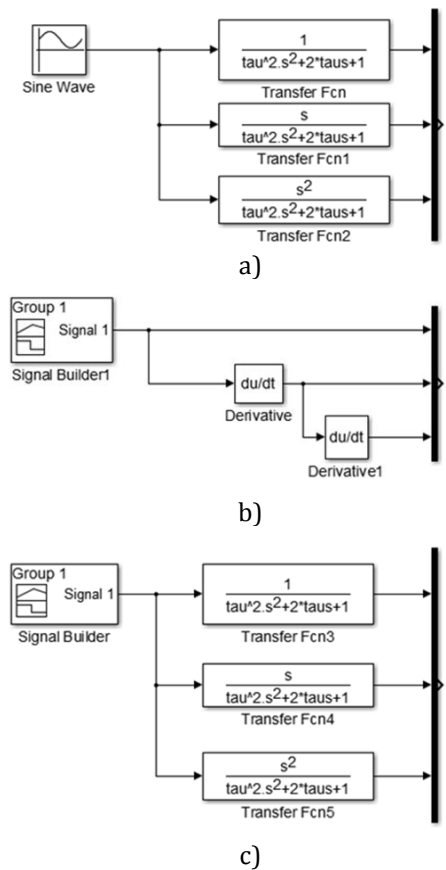 1
tau^2.s2+2*taus+1
Transfer Fcn
Sine Wave
s
tau^2.s2+2*taus+1
Transfer Fcn1
s2
tau^2.s2+2*taus+1
Transfer Fcn2
a)
Group 1
Signal 1
Signal Builder1
du/dt
Derivative
du/dt
Derivative1
b)
Group 1
Signal 1
Signal Builder
1
tau^2.s2+2*taus+1
Transfer Fcn3
s
tau^2.s2+2*taus+1
Transfer Fcn4
s2
tau^2.s2+2*taus+1
Transfer Fcn5
c)